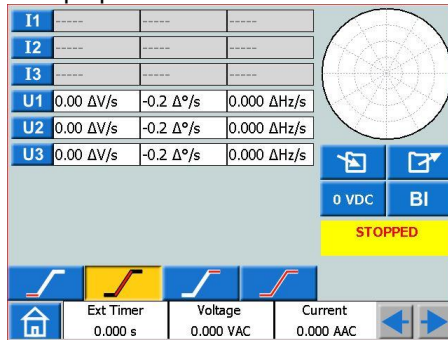 I1 ----- ----- -----
I2 ----- ----- -----
I3 ----- ----- -----
U1 0.00 ΔV/s -0.2 Δ°/s 0.000 ΔHz/s
U2 0.00 ΔV/s -0.2 Δ°/s 0.000 ΔHz/s
U3 0.00 ΔV/s -0.2 Δ°/s 0.000 ΔHz/s
0 VDC BI
STOPPED
Ext Timer Voltage Current
0.000 s 0.000 VAC 0.000 AAC